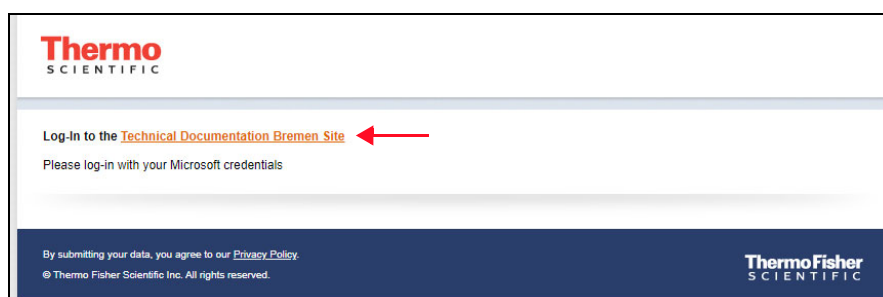 Thermo
SCIENTIFIC
Log-In to the Technical Documentation Bremen Site
Please log-in with your Microsoft credentials
By submitting your data, you agree to our Privacy Policy.
© Thermo Fisher Scientific Inc. All rights reserved.
ThermoFisher
SCIENTIFIC